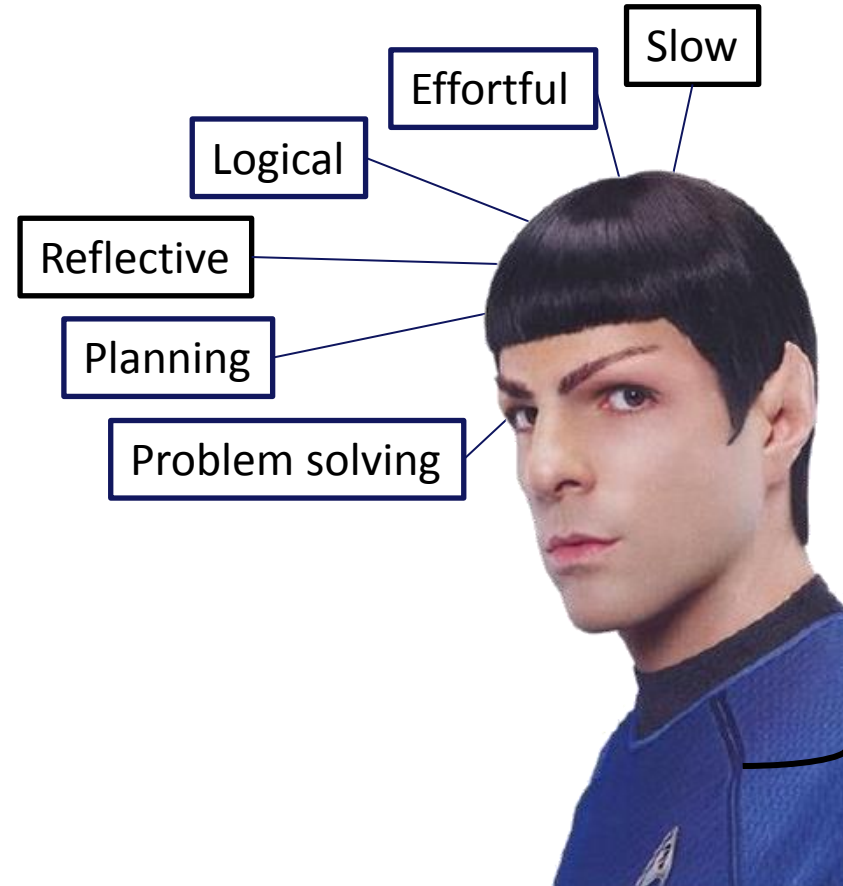 Slow
Effortful
Logical
Reflective
Planning
Problem solving